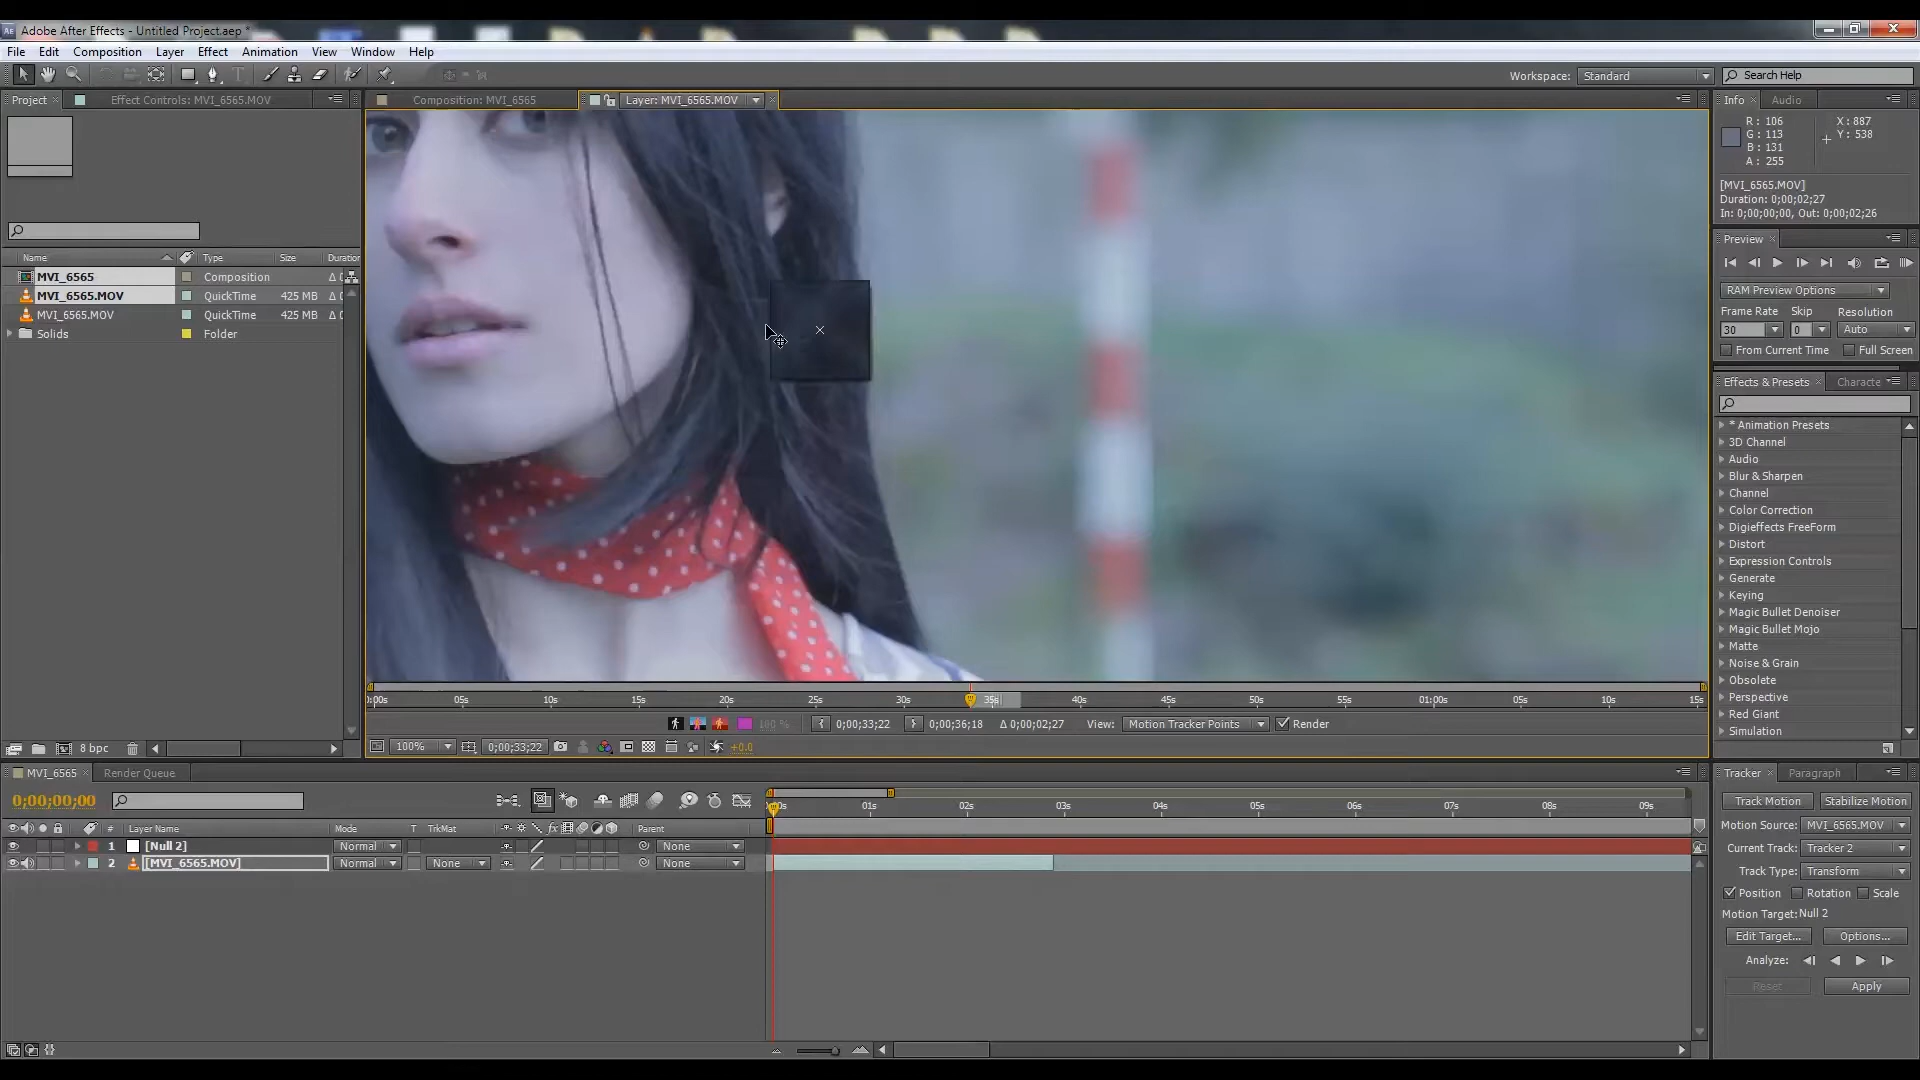 Adobe After Effects - Untitled Project.aep *
File Edit Composition Layer Effect Animation View Window Help
Workspace: Standard Search Help
Project Effect Controls: MVI_6565.MOV
Composition: MVI_6565 Layer: MVI_6565.MOV
Info Audio
R: 106 X: 887
G: 113 Y: 538
B: 131
A: 255
[MVI_6565.MOV]
Duration: 0;00;02;27
In: 0;00;00;00, Out: 0;00;02;26
Preview
RAM Preview Options
Frame Rate Skip Resolution
30 0 Auto
From Current Time Full Screen
Name Type Size Duration
MVI_6565 Composition
MVI_6565.MOV QuickTime 425 MB
MVI_6565.MOV QuickTime 425 MB
Solids Folder
8 bpc
Effects & Presets Characte
* Animation Presets
3D Channel
Audio
Blur & Sharpen
Channel
Color Correction
Digieffects FreeForm
Distort
Expression Controls
Generate
Keying
Magic Bullet Denoiser
Magic Bullet Mojo
Matte
Noise & Grain
Obsolete
Perspective
Red Giant
Simulation
:00s 05s 10s 15s 20s 25s 30s 35s 40s 45s 50s 55s 01:00s 05s 10s 15s
100 % 0;00;33;22 0;00;36;18 Δ 0;00;02;27 View: Motion Tracker Points Render
100% 0;00;33;22 +0.0
MVI_6565 Render Queue
0;00;00;00
# Layer Name Mode T TrkMat fx Parent
1 [Null 2] Normal None
2 [MVI_6565.MOV] Normal None None
00s 01s 02s 03s 04s 05s 06s 07s 08s 09s
Tracker Paragraph
Track Motion Stabilize Motion
Motion Source: MVI_6565.MOV
Current Track: Tracker 2
Track Type: Transform
Position Rotation Scale
Motion Target: Null 2
Edit Target... Options...
Analyze:
Reset Apply